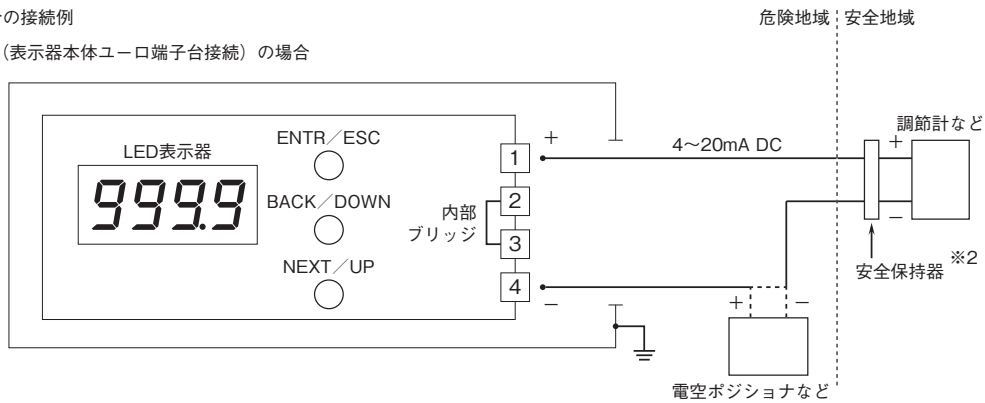 の接続例
(表示器本体ユーロ端子台接続)の場合
危険地域
安全地域
LED表示器
999.9
ENTR/ESC
BACK/DOWN
NEXT/UP
内部
ブリッジ
1
2
3
4
+
−
4~20mA DC
調節計など
+
−
安全保持器 ※2
+
−
電空ポジショナなど